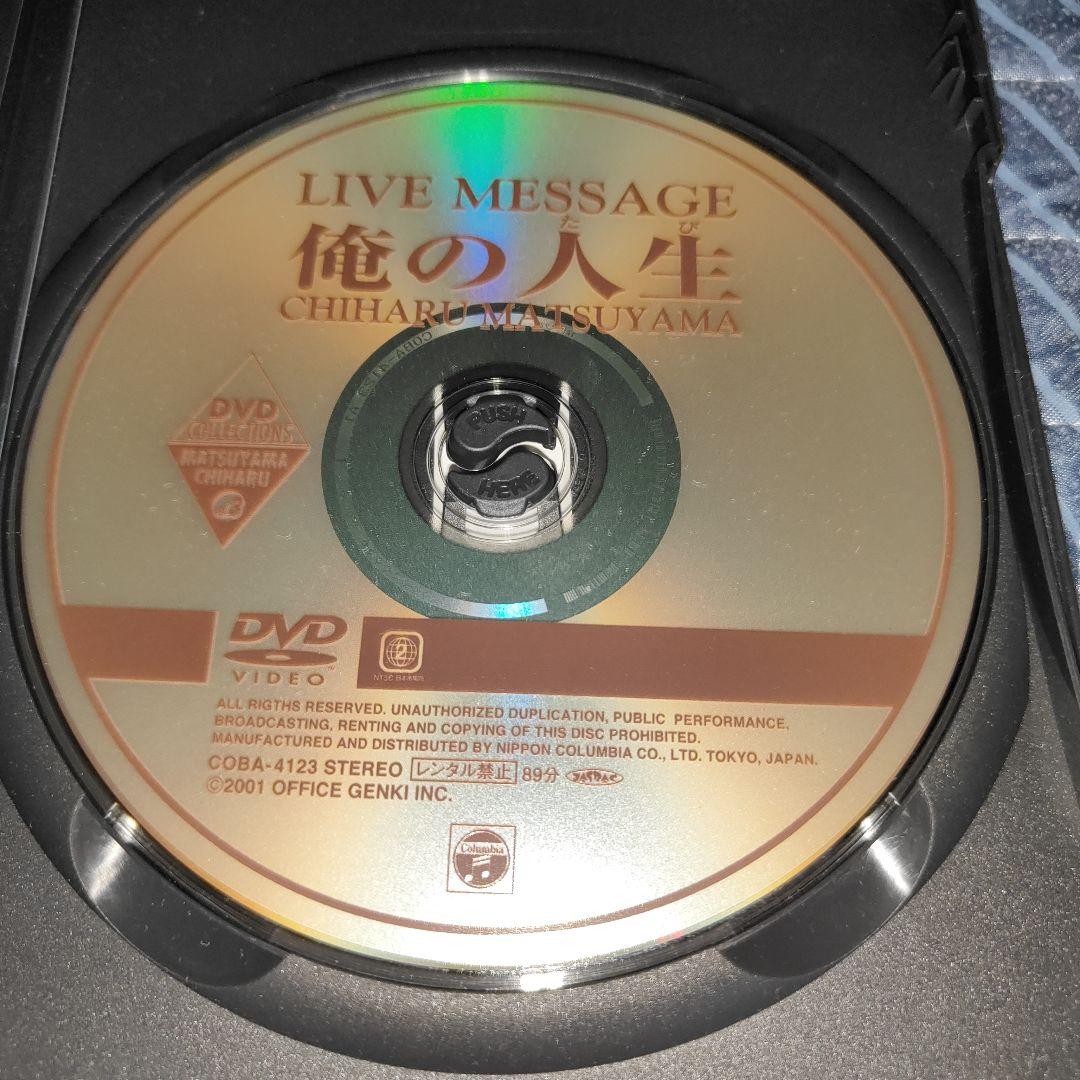 LIVE MESSAGE
たび
俺の人生
CHIHARU MATSUYAMA
COBA
PUSH
HERE
DVD
COLLECTIONS
MATSUYAMA
CHIHARU
DVD
VIDEO
2
ALL RIGTHS RESERVED. UNAUTHORIZED DUPLICATION, PUBLIC PERFORMANCE,
BROADCASTING, RENTING AND COPYING OF THIS DISC PROHIBITED.
MANUFACTURED AND DISTRIBUTED BY NIPPON COLUMBIA CO., LTD. TOKYO, JAPAN.
COBA-4123 STEREO レンタル禁止 89分 JASRAC
©2001 OFFICE GENKI INC.
Columbia